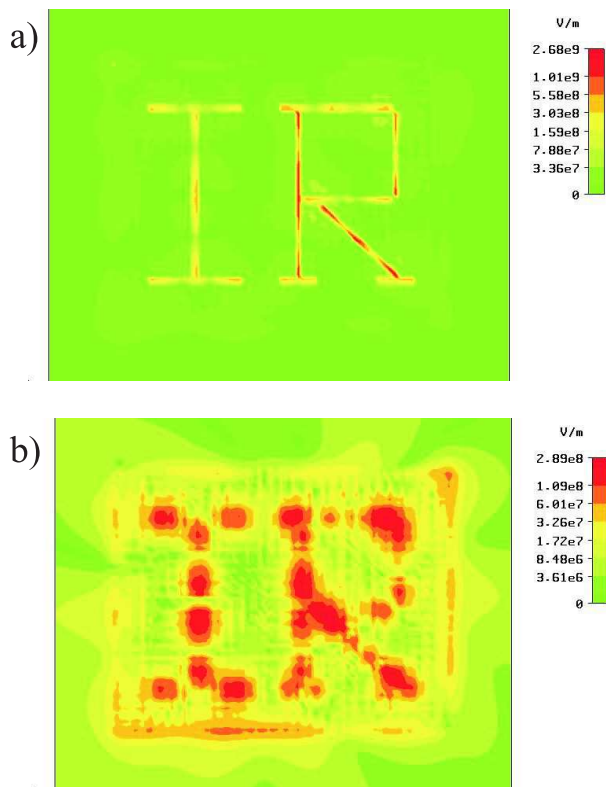 a)
V/m
2.68e9
1.01e9
5.58e8
3.03e8
1.59e8
7.88e7
3.36e7
0
IR
b)
V/m
2.89e8
1.09e8
6.01e7
3.26e7
1.72e7
8.48e6
3.61e6
0
IR